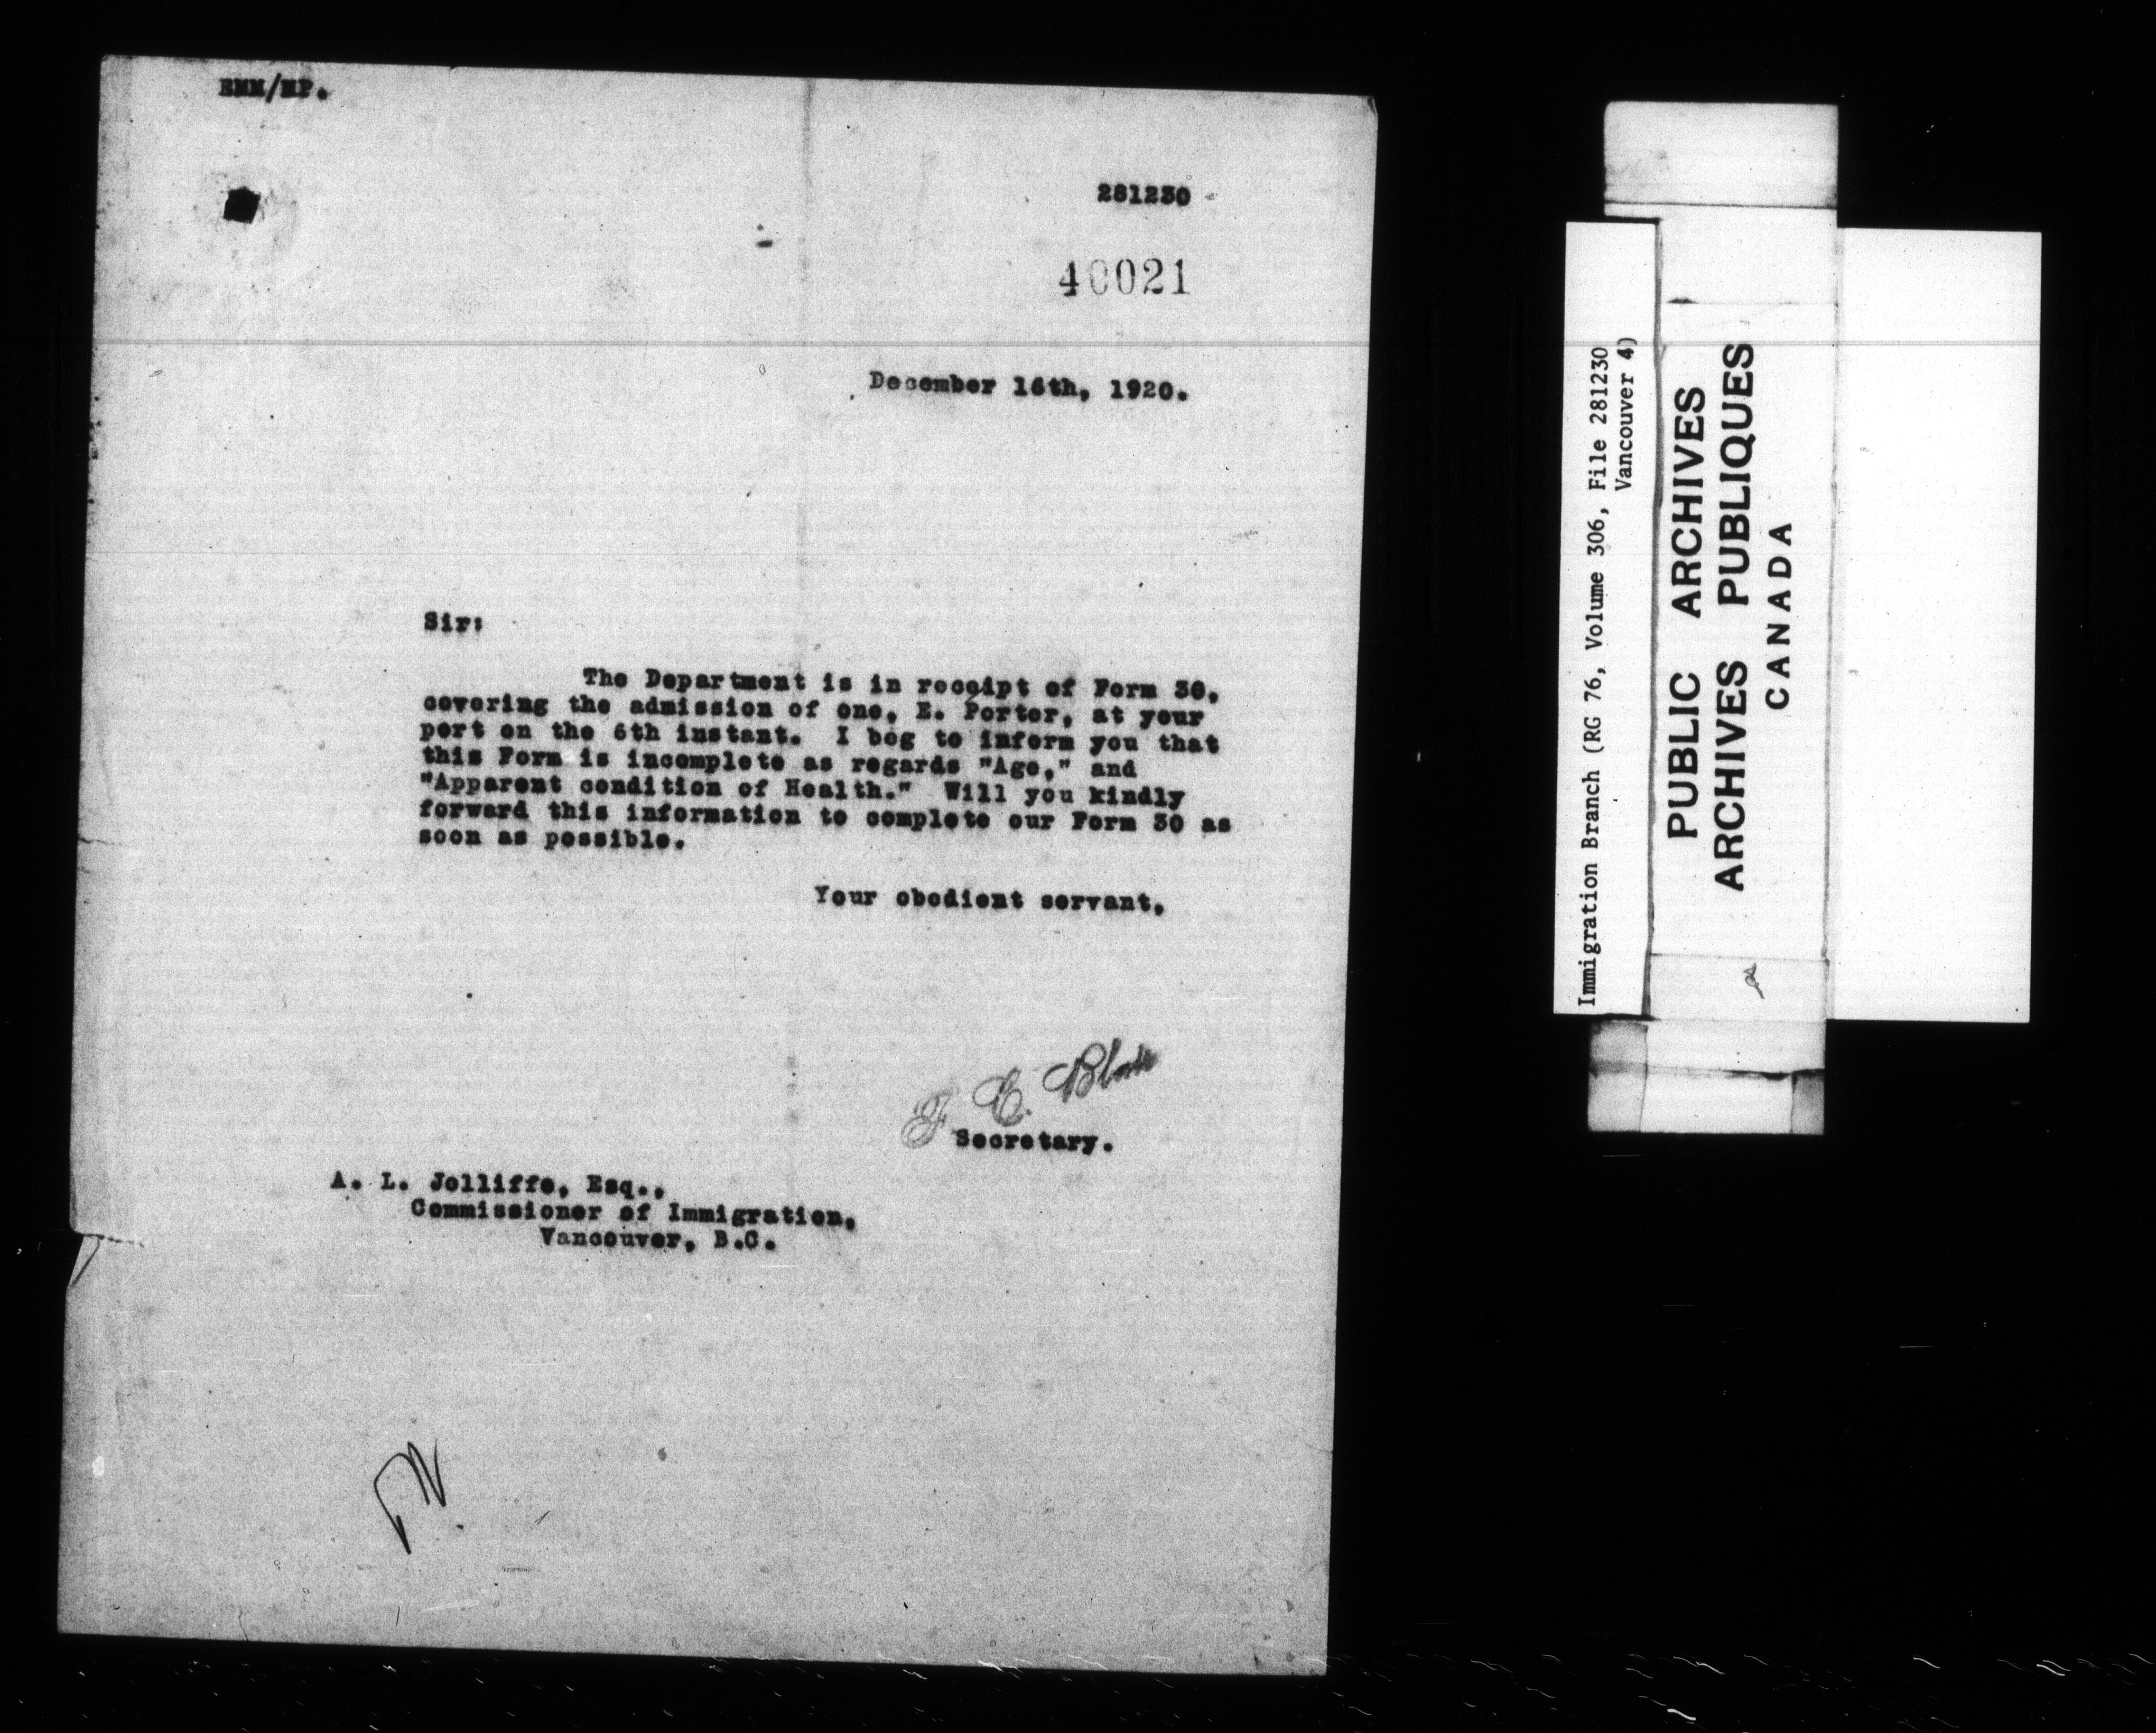 EMM/MP.
281230
40021
December 16th, 1920.
Sir:
The Department is in receipt of Form 30,
covering the admission of one, E. Porter, at your
port on the 6th instant. I beg to inform you that
this Form is incomplete as regards "Age," and
"Apparent condition of Health." Will you kindly
forward this information to complete our Form 30 as
soon as possible.
Your obedient servant,
F. C. Blair
Secretary.
A. L. Jolliffe, Esq.,
Commissioner of Immigration,
Vancouver, B.C.
Immigration Branch (RG 76, Volume 306, File 281230
Vancouver 4)
PUBLIC ARCHIVES
ARCHIVES PUBLIQUES
CANADA